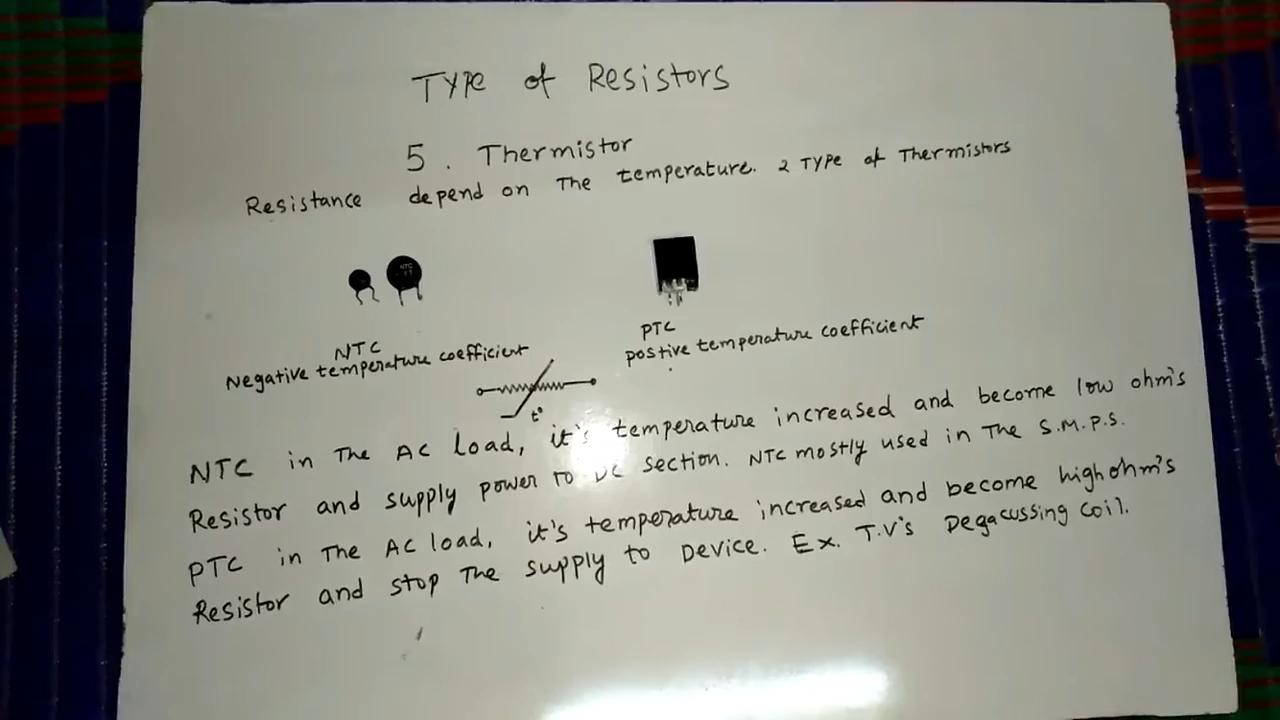 TYPE of Resistors
5. Thermistor
Resistance depend on The temperature. 2 TYPE of Thermistors
NTC
NTC
Negative temperature coefficient
PTC
postive temperature coefficient
t°
NTC in The AC load, it's temperature increased and become low ohm's
Resistor and supply power to DC section. NTC mostly used in The S.M.P.S.
PTC in The AC load, it's temperature increased and become high ohm's
Resistor and stop The supply to Device. Ex. T.V's Degacussing coil.